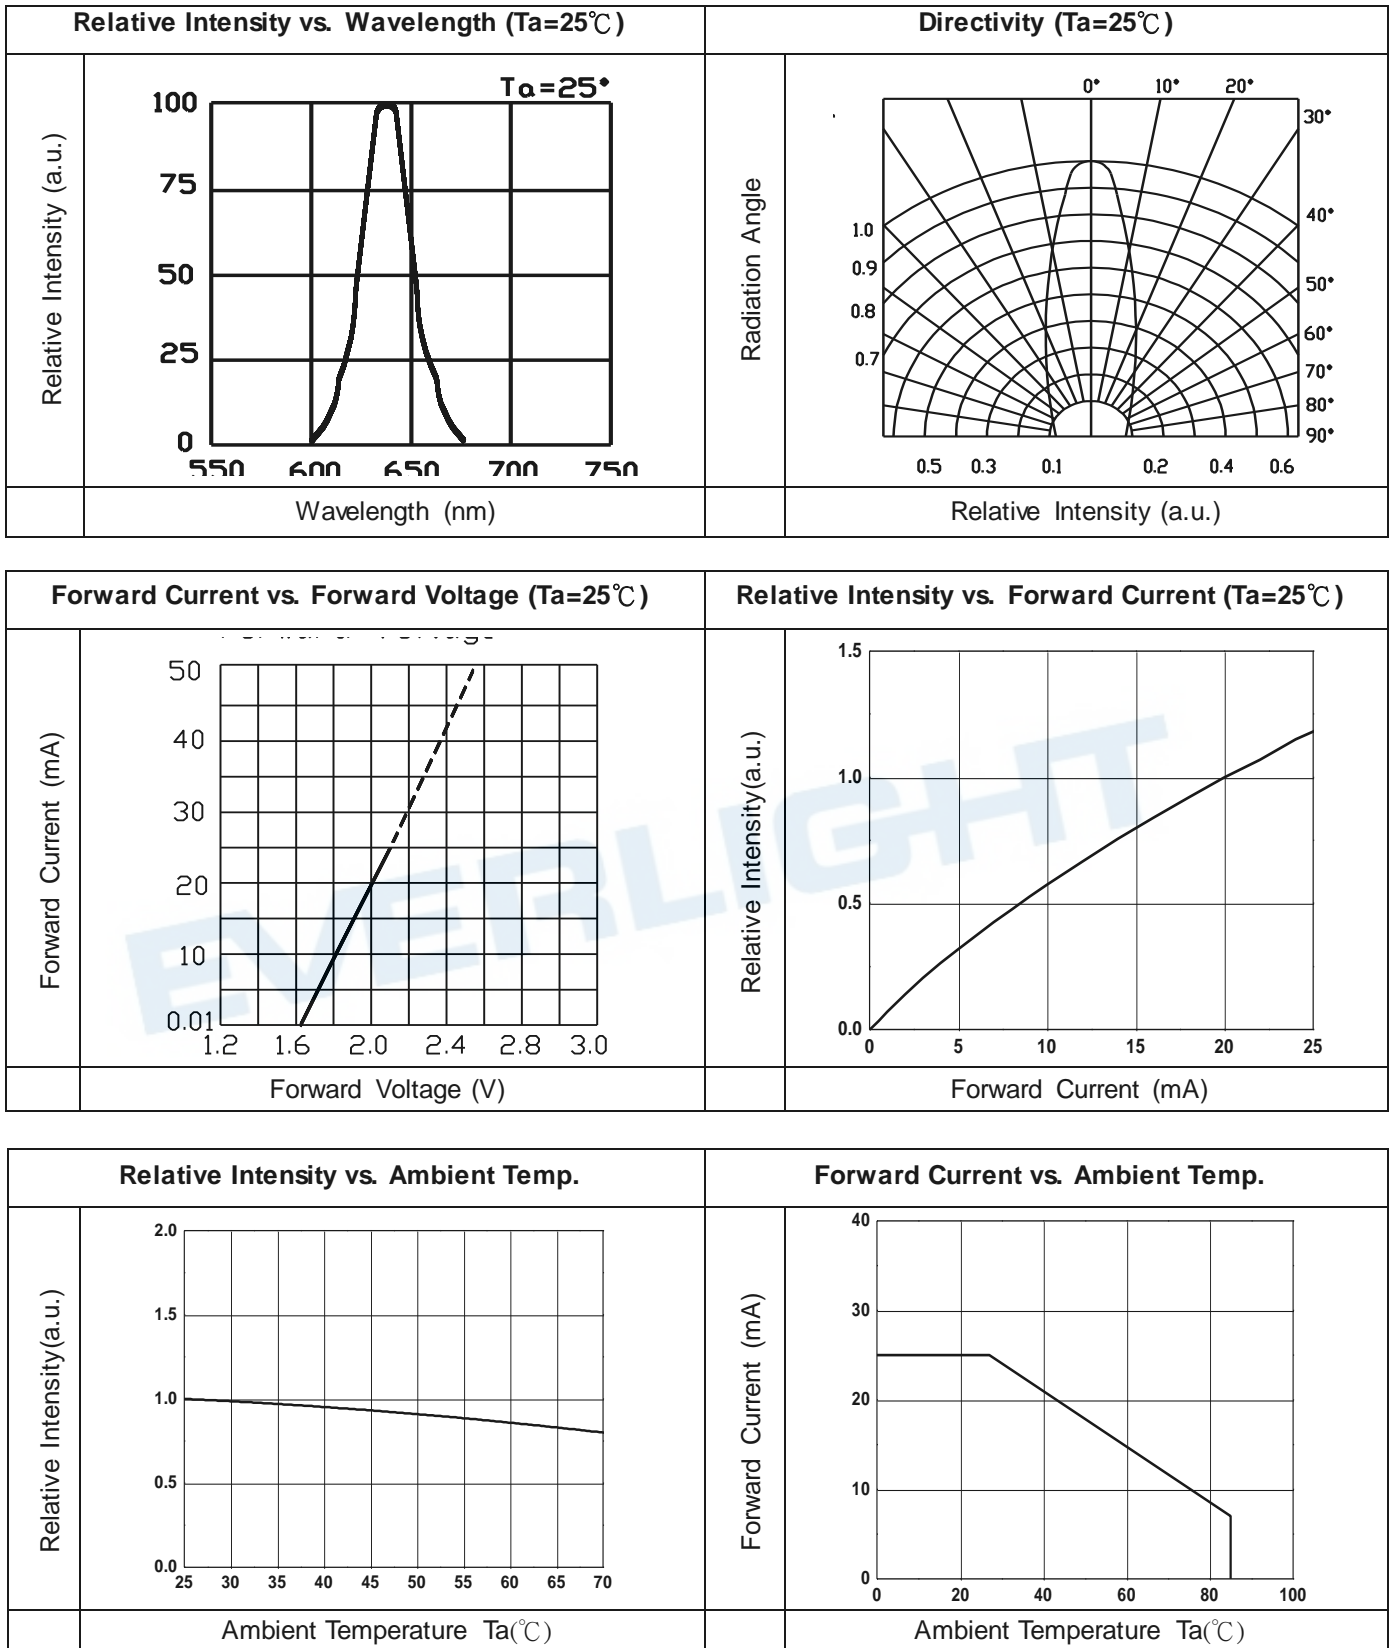 Relative Intensity vs. Wavelength (Ta=25℃)
Directivity (Ta=25℃)
Relative Intensity (a.u.)
Ta=25°
100
75
50
25
0
550 600 650 700 750
Wavelength (nm)
Radiation Angle
0° 10° 20°
30°
40°
50°
60°
70°
80°
90°
1.0
0.9
0.8
0.7
0.5 0.3 0.1 0.2 0.4 0.6
Relative Intensity (a.u.)
Forward Current vs. Forward Voltage (Ta=25℃)
Relative Intensity vs. Forward Current (Ta=25℃)
Forward Current (mA)
50
40
30
20
10
0.01
1.2 1.6 2.0 2.4 2.8 3.0
Forward Voltage (V)
Relative Intensity(a.u.)
1.5
1.0
0.5
0.0
0 5 10 15 20 25
Forward Current (mA)
EVERLIGHT
Relative Intensity vs. Ambient Temp.
Forward Current vs. Ambient Temp.
Relative Intensity(a.u.)
2.0
1.5
1.0
0.5
0.0
25 30 35 40 45 50 55 60 65 70
Ambient Temperature Ta(℃)
Forward Current (mA)
40
30
20
10
0
0 20 40 60 80 100
Ambient Temperature Ta(℃)